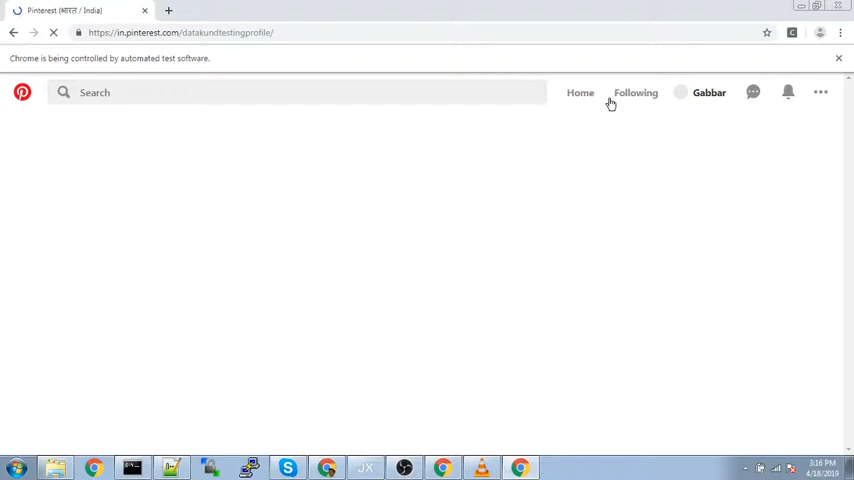 Pinterest (भारत / India)
https://in.pinterest.com/datakundtestingprofile/
Chrome is being controlled by automated test software.
Search
Home
Following
Gabbar
C
JX
3:16 PM
4/18/2019